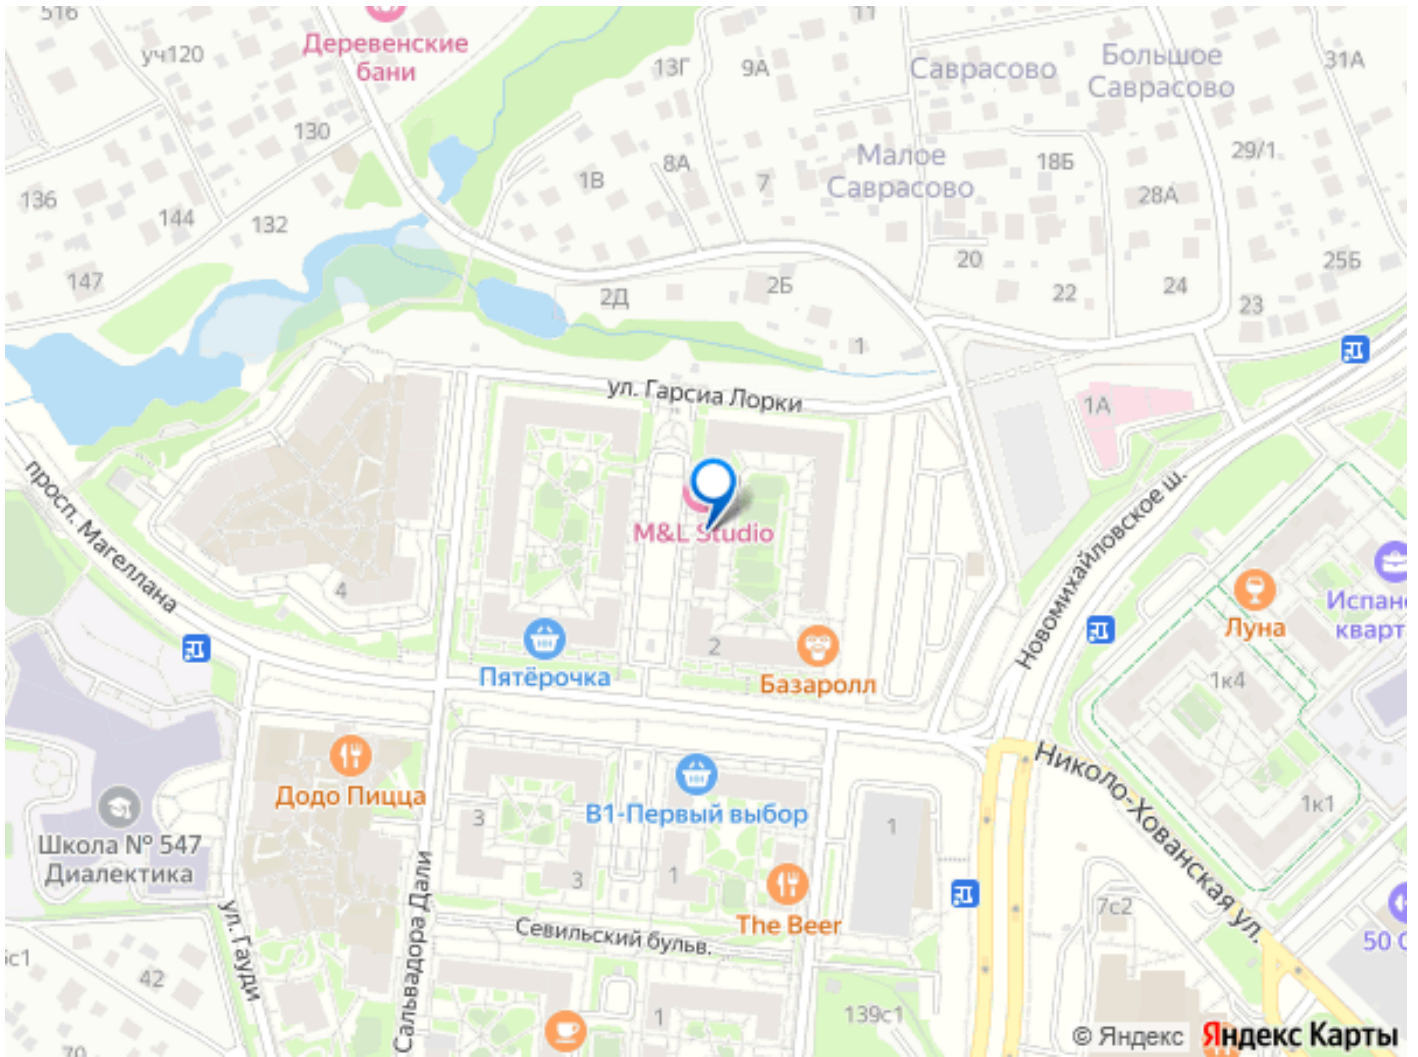 516
уч120
Деревенские
бани
11
13Г
9А
Саврасово
Большое
Саврасово
31А
130
8А
1В
7
Малое
Саврасово
18Б
29/1
28А
136
144
132
147
2Д
2Б
20
22
24
25Б
23
1
ул. Гарсиа Лорки
1А
просп. Магеллана
M&L Studio
Новомихайловское ш.
4
Пятёрочка
2
Базаролл
Луна
Испан
кварт
1к4
Николо-Хованская ул.
1к1
Додо Пицца
В1-Первый выбор
3
1
Школа № 547
Диалектика
3
1
The Beer
Севильский бульв.
Сальвадора Дали
ул. Гауди
7с2
50
с1
42
139с1
1
70
© Яндекс Яндекс Карты